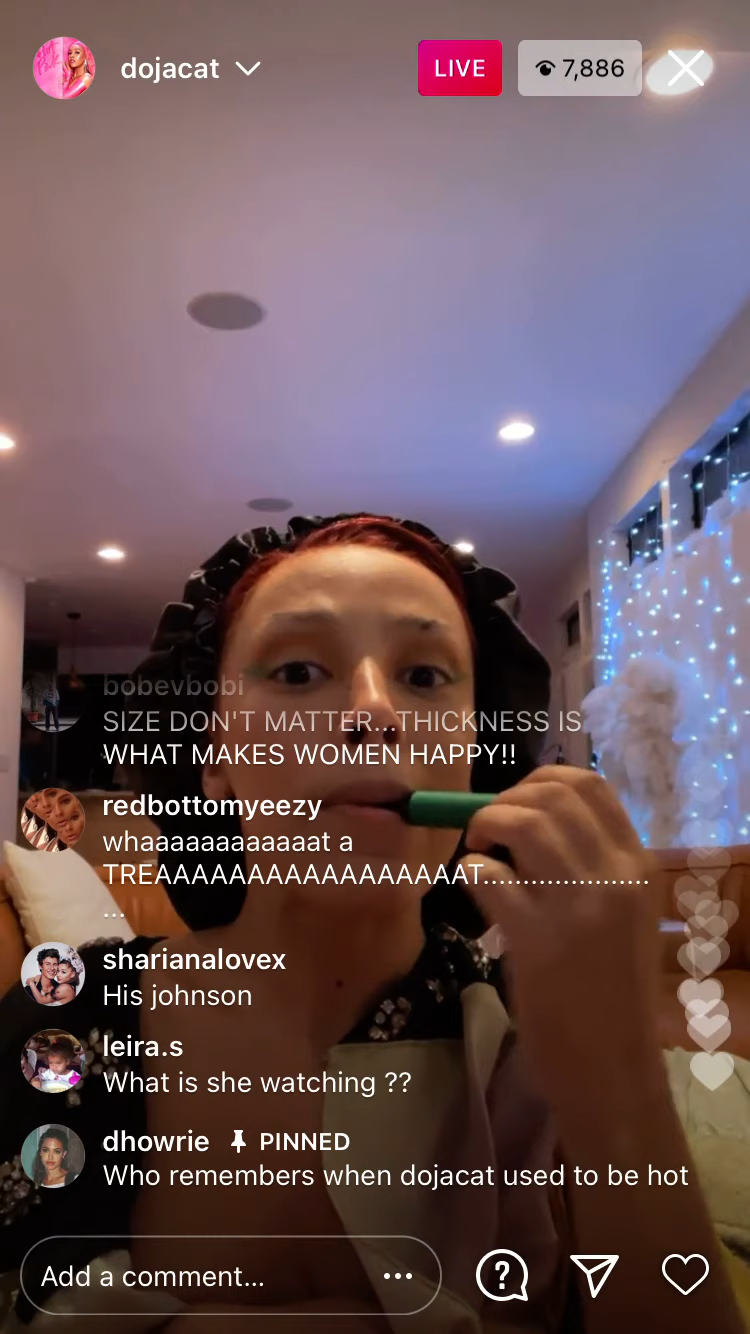 dojacat
LIVE
7,886
bobevbobi
SIZE DON'T MATTER...THICKNESS IS
WHAT MAKES WOMEN HAPPY!!
redbottomyeezy
whaaaaaaaaaaaat a
TREAAAAAAAAAAAAAAAAAT.....................
...
sharianalovex
His johnson
leira.s
What is she watching ??
dhowrie PINNED
Who remembers when dojacat used to be hot
Add a comment...